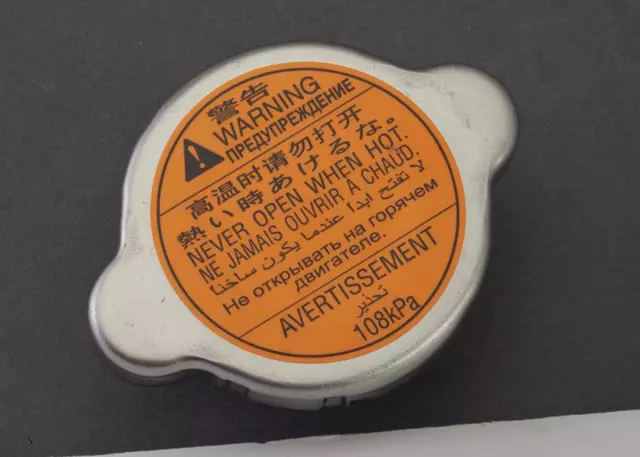 警告
WARNING
ПРЕДУПРЕЖДЕНИЕ
高温时请勿打开
熱い時あけるな。
NEVER OPEN WHEN HOT.
NE JAMAIS OUVRIR A CHAUD.
لا تفتح ابدا عندما يكون ساخنا
Не открывать на горячем
двигателе.
AVERTISSEMENT
تحذير
108kPa